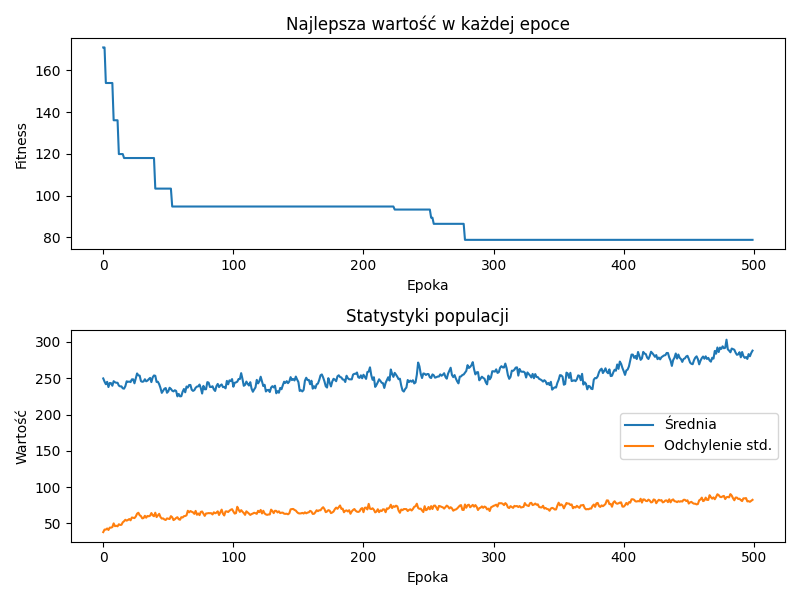 Najlepsza wartość w każdej epoce
Fitness
160
140
120
100
80
0 100 200 300 400 500
Epoka
Statystyki populacji
Wartość
300
250
200
150
100
50
Średnia
Odchylenie std.
0 100 200 300 400 500
Epoka